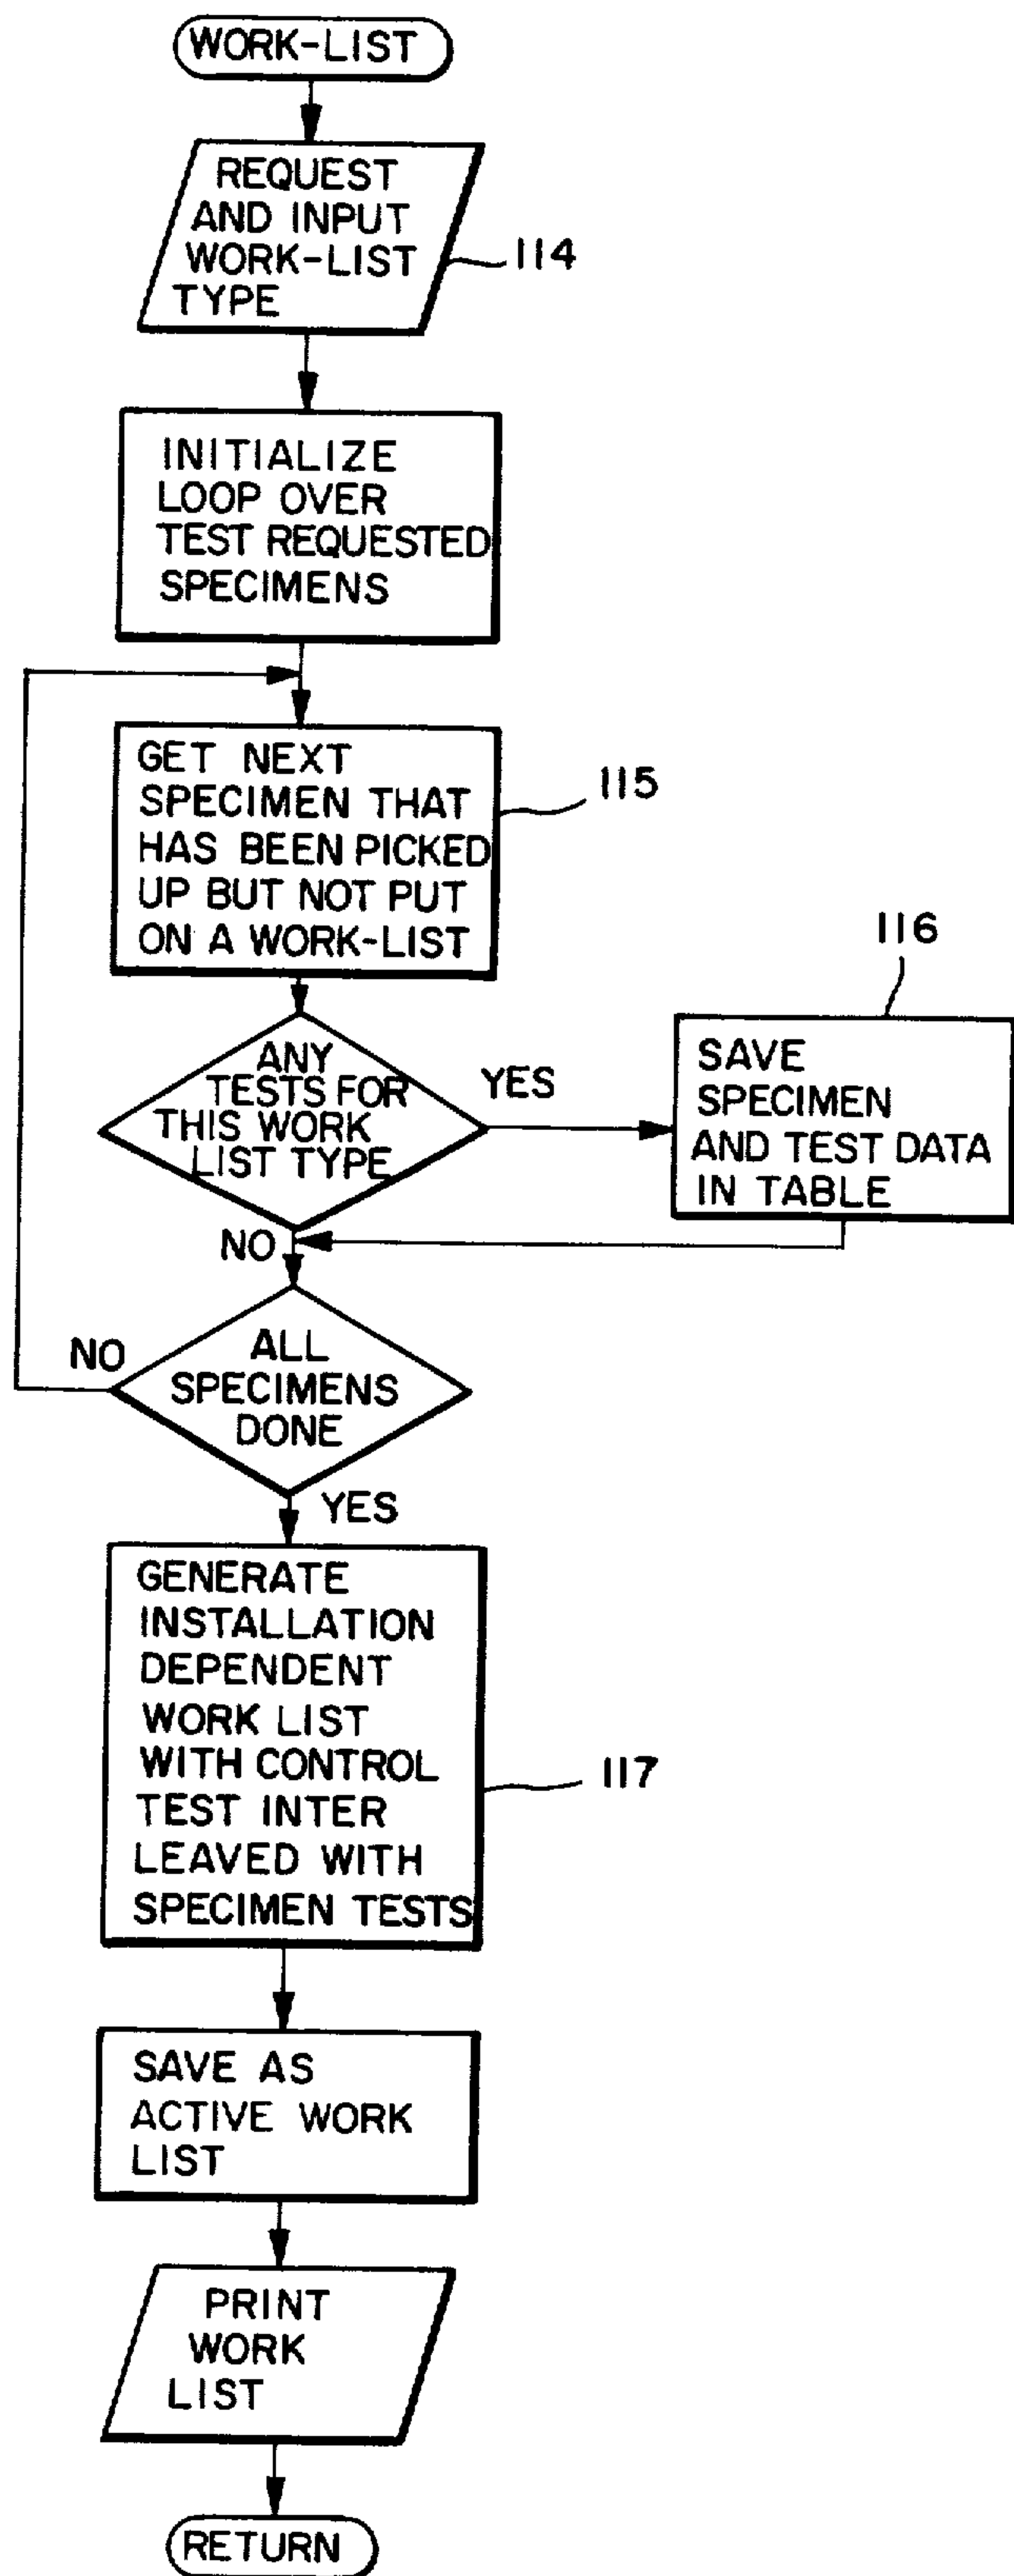 WORK-LIST
REQUEST
AND INPUT
WORK-LIST
TYPE
114
INITIALIZE
LOOP OVER
TEST REQUESTED
SPECIMENS
GET NEXT
SPECIMEN THAT
HAS BEEN PICKED
UP BUT NOT PUT
ON A WORK-LIST
115
ANY
TESTS FOR
THIS WORK
LIST TYPE
YES
116
SAVE
SPECIMEN
AND TEST DATA
IN TABLE
NO
ALL
SPECIMENS
DONE
NO
YES
GENERATE
INSTALLATION
DEPENDENT
WORK LIST
WITH CONTROL
TEST INTER
LEAVED WITH
SPECIMEN TESTS
117
SAVE AS
ACTIVE WORK
LIST
PRINT
WORK
LIST
RETURN